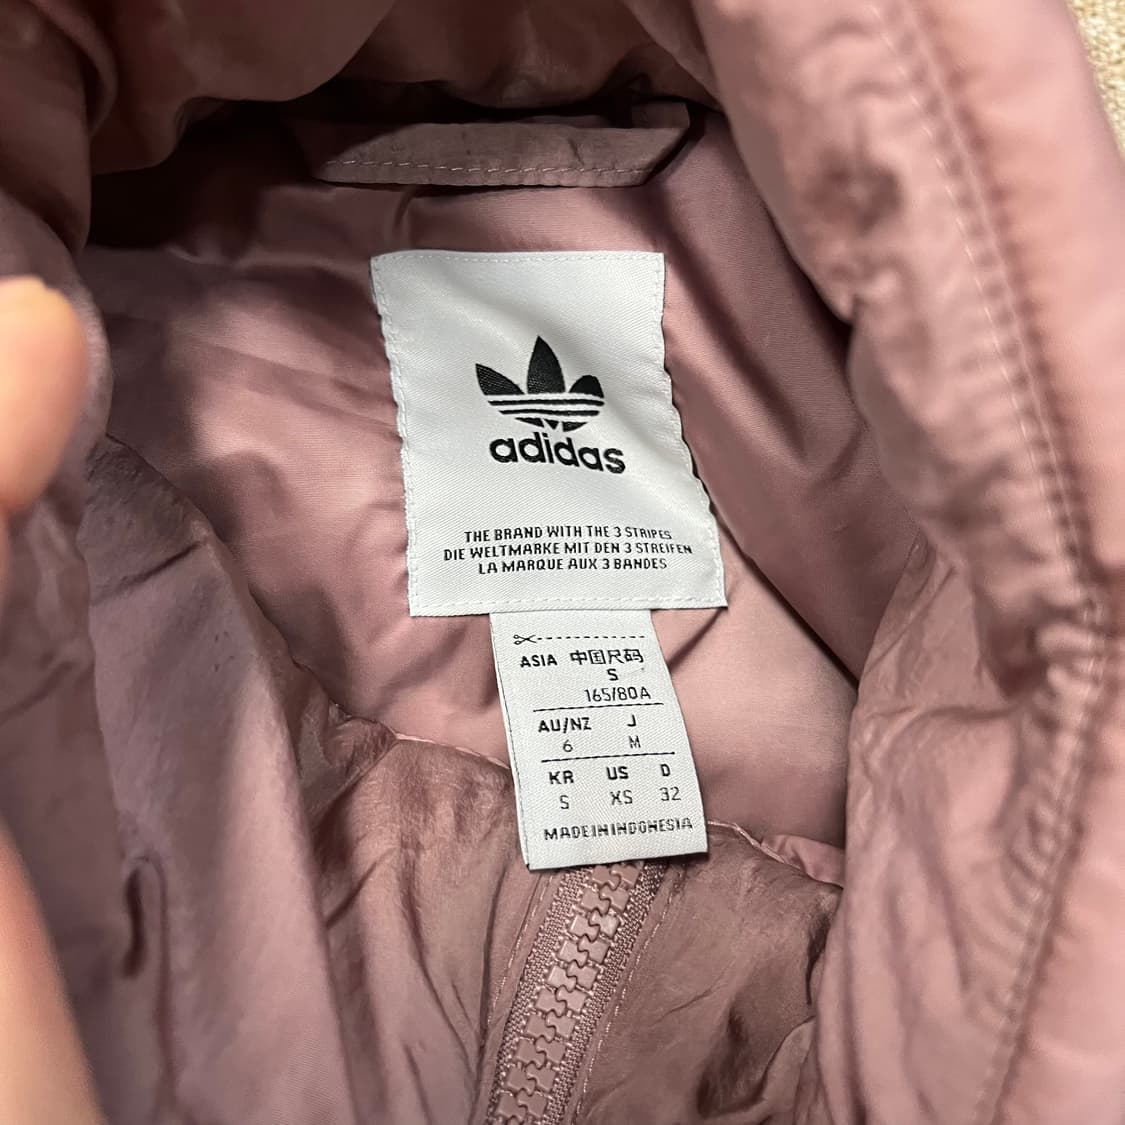 adidas
THE BRAND WITH THE 3 STRIPES
DIE WELTMARKE MIT DEN 3 STREIFEN
LA MARQUE AUX 3 BANDES
ASIA 中国尺码
S
165/80A
AU/NZ J
6 M
KR US D
S XS 32
MADE IN INDONESIA